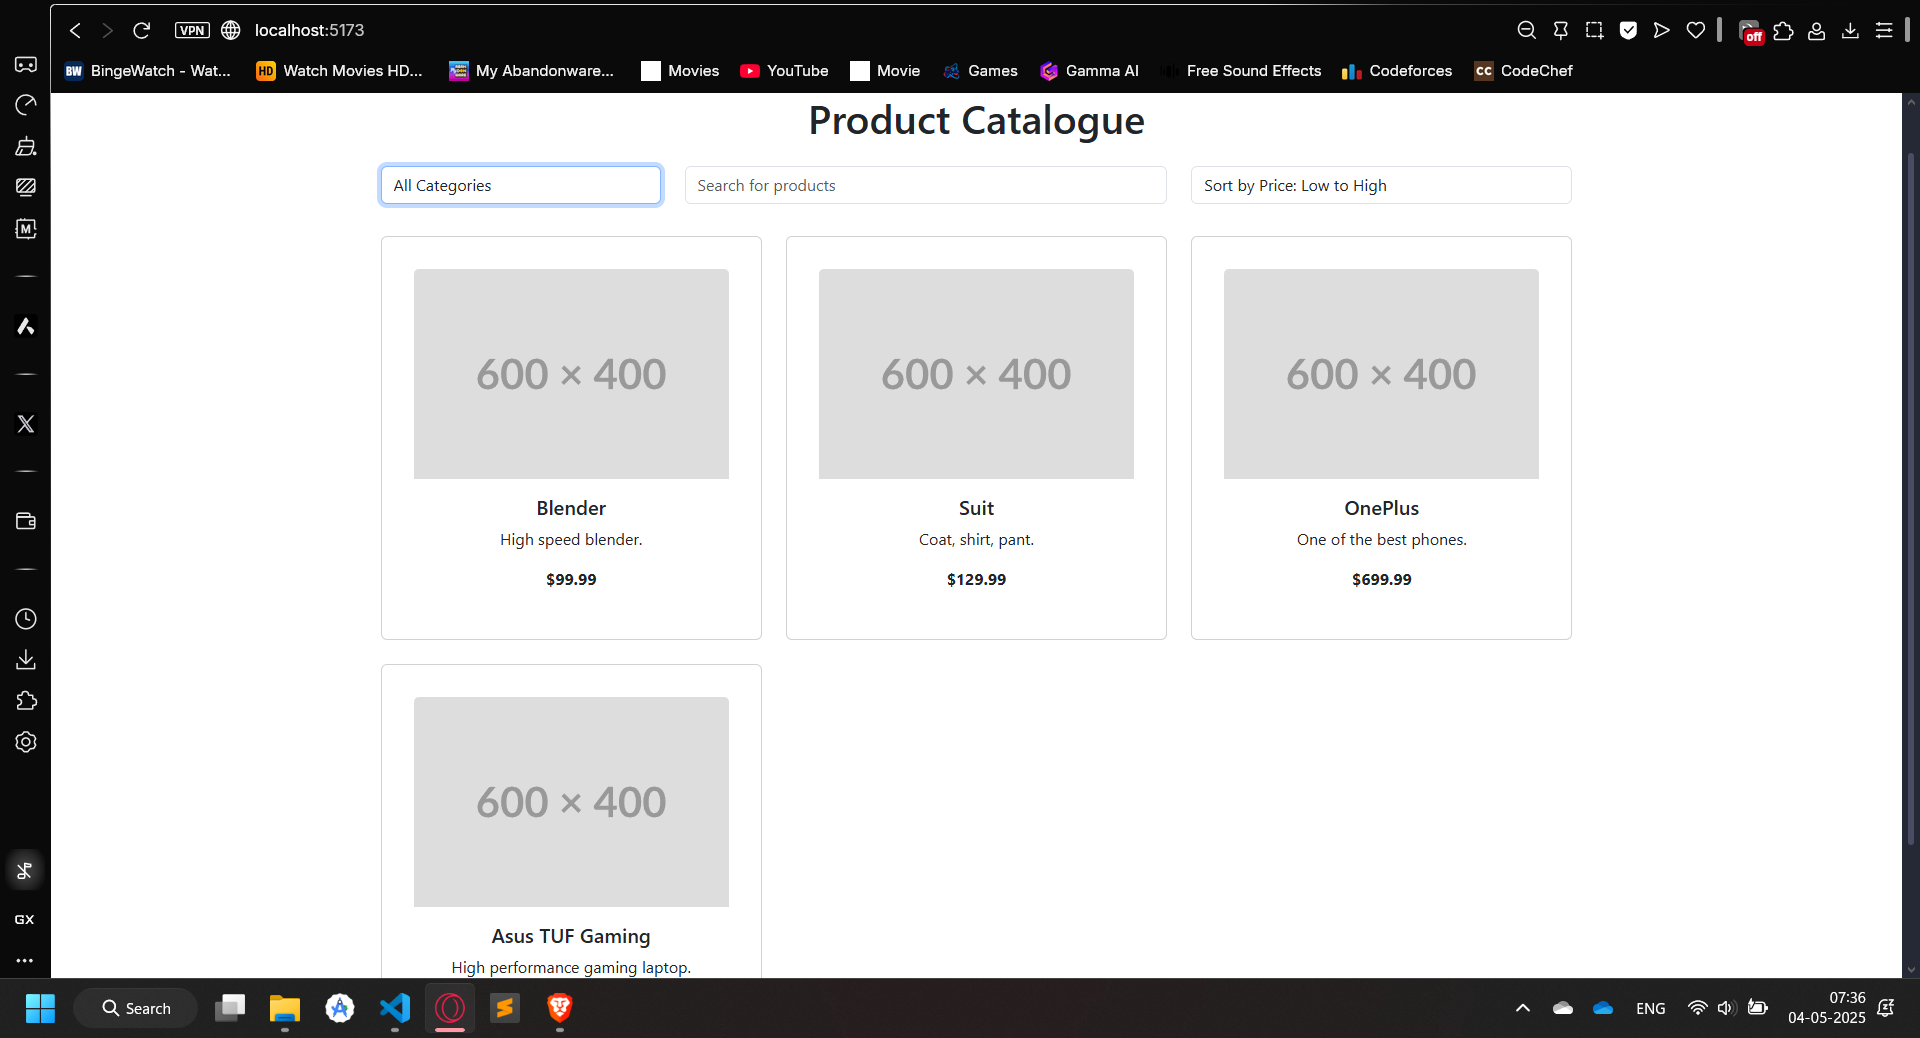 VPN localhost:5173 off
BW BingeWatch - Wat... HD Watch Movies HD... My Abandonware... Movies YouTube Movie Games Gamma AI Free Sound Effects Codeforces CC CodeChef
Product Catalogue
All Categories Search for products Sort by Price: Low to High
M
600 × 400 600 × 400 600 × 400
Blender Suit OnePlus
High speed blender. Coat, shirt, pant. One of the best phones.
$99.99 $129.99 $699.99
600 × 400
GX
Asus TUF Gaming
High performance gaming laptop.
Search ENG 07:36
04-05-2025